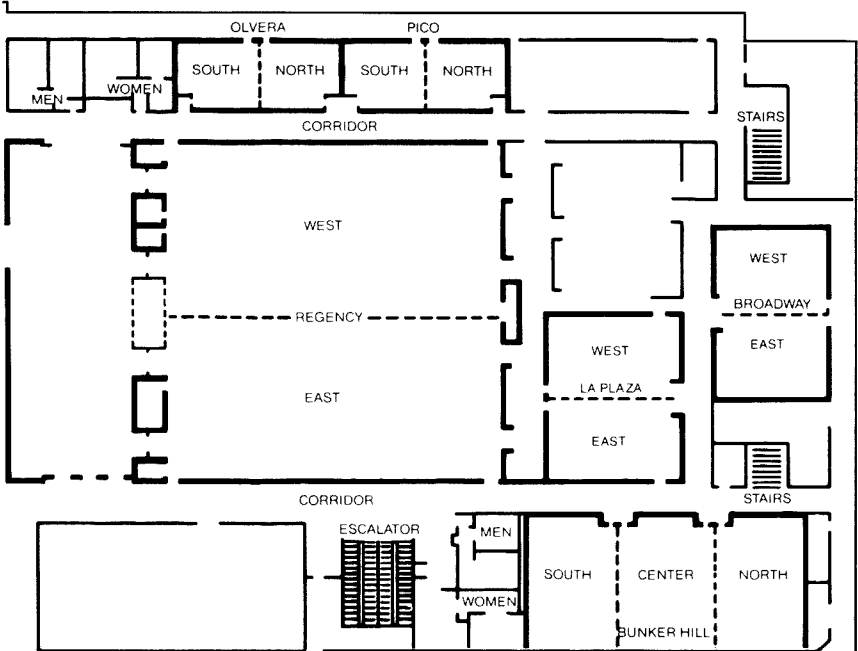 OLVERA
PICO
SOUTH
NORTH
SOUTH
NORTH
MEN
WOMEN
CORRIDOR
STAIRS
WEST
REGENCY
EAST
WEST
BROADWAY
EAST
WEST
LA PLAZA
EAST
CORRIDOR
STAIRS
ESCALATOR
MEN
WOMEN
SOUTH
CENTER
NORTH
BUNKER HILL